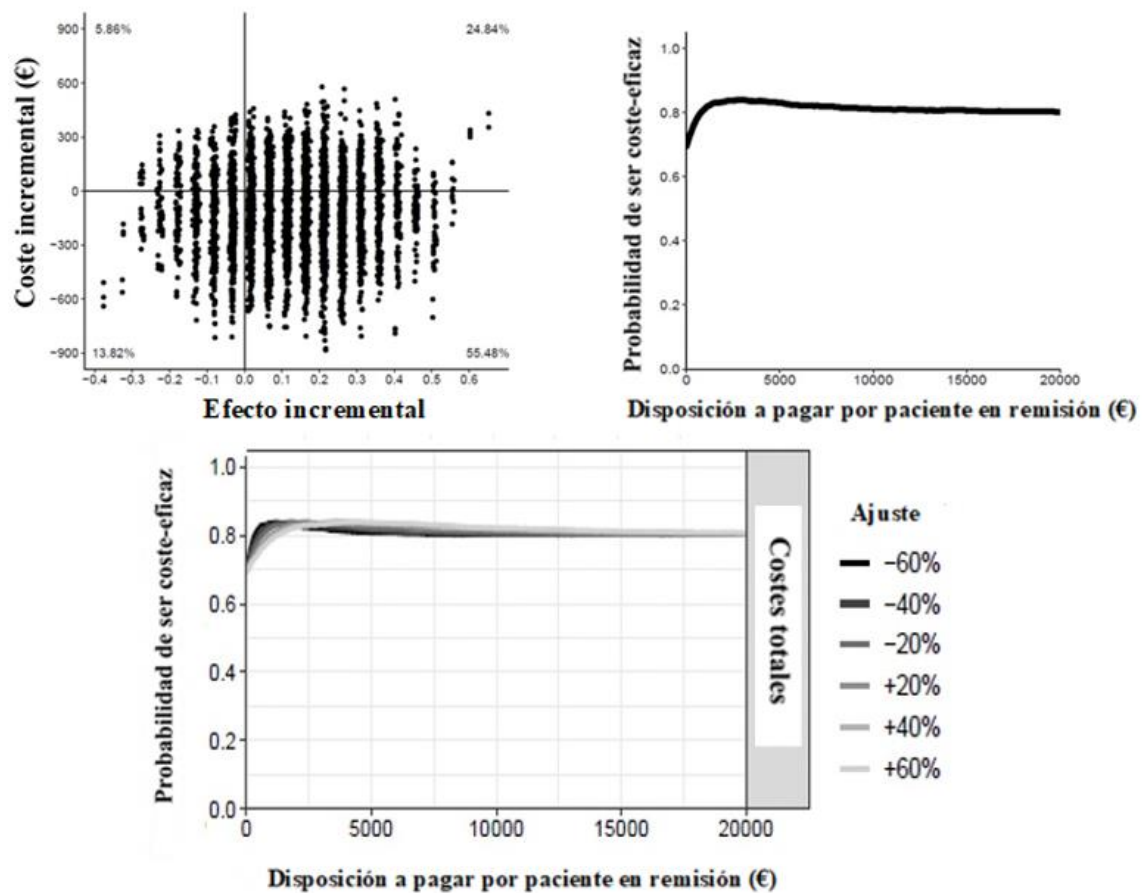 5.86%
24.84%
900
600
300
0
−300
−600
−900
Coste incremental (€)
13.82%
55.48%
−0.4 −0.3 −0.2 −0.1 0.0 0.1 0.2 0.3 0.4 0.5 0.6
Efecto incremental
1.0
0.8
0.6
0.4
0.2
0.0
Probabilidad de ser coste-eficaz
0 5000 10000 15000 20000
Disposición a pagar por paciente en remisión (€)
1.0
0.8
0.6
0.4
0.2
0.0
Probabilidad de ser coste-eficaz
0 5000 10000 15000 20000
Disposición a pagar por paciente en remisión (€)
Costes totales
Ajuste
−60%
−40%
−20%
+20%
+40%
+60%